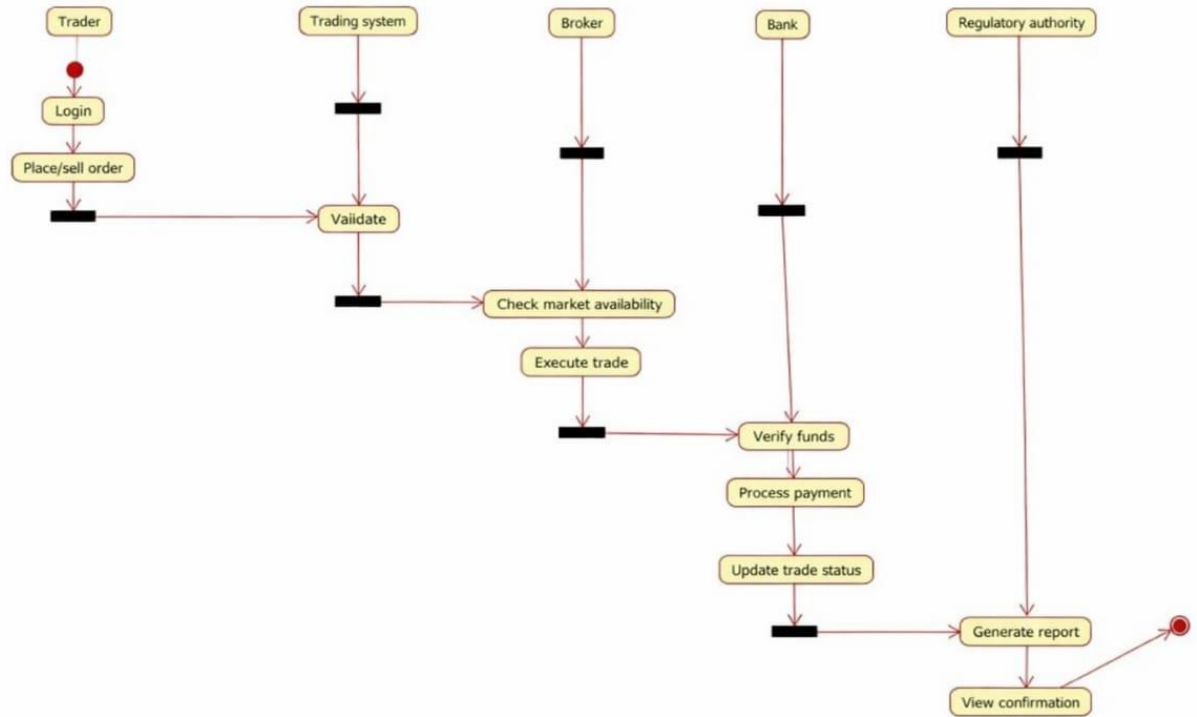 Trader
Trading system
Broker
Bank
Regulatory authority
Login
Place/sell order
Vaiidate
Check market availability
Execute trade
Verify funds
Process payment
Update trade status
Generate report
View confirmation